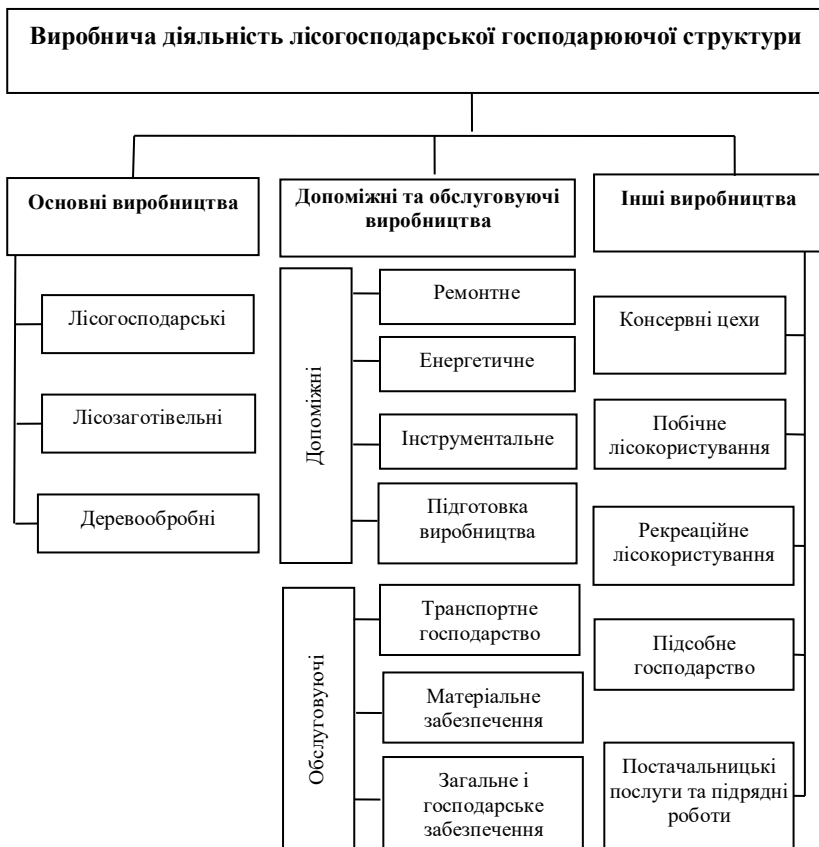 Виробнича діяльність лісогосподарської господарюючої структури
Основні виробництва
Лісогосподарські
Лісозаготівельні
Деревообробні
Допоміжні та обслуговуючі
виробництва
Допоміжні
Ремонтне
Енергетичне
Інструментальне
Підготовка
виробництва
Обслуговуючі
Транспортне
господарство
Матеріальне
забезпечення
Загальне і
господарське
забезпечення
Інші виробництва
Консервні цехи
Побічне
лісокористування
Рекреаційне
лісокористування
Підсобне
господарство
Постачальницькі
послуги та підрядні
роботи